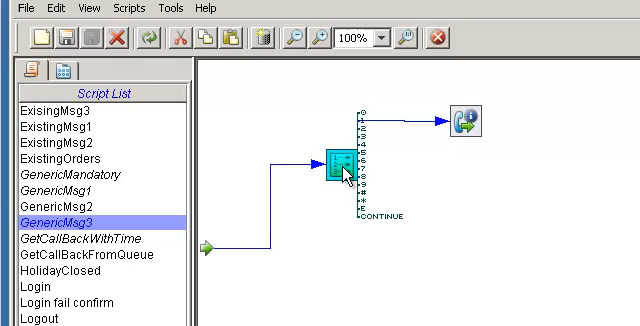 File Edit View Scripts Tools Help
100%
Script List
ExisingMsg3
ExistingMsg1
ExistingMsg2
ExistingOrders
GenericMandatory
GenericMsg1
GenericMsg2
GenericMsg3
GetCallBackWithTime
GetCallBackFromQueue
HolidayClosed
Login
Login fail confirm
Logout
0
1
2
3
4
5
6
7
8
9
#
*
E
CONTINUE